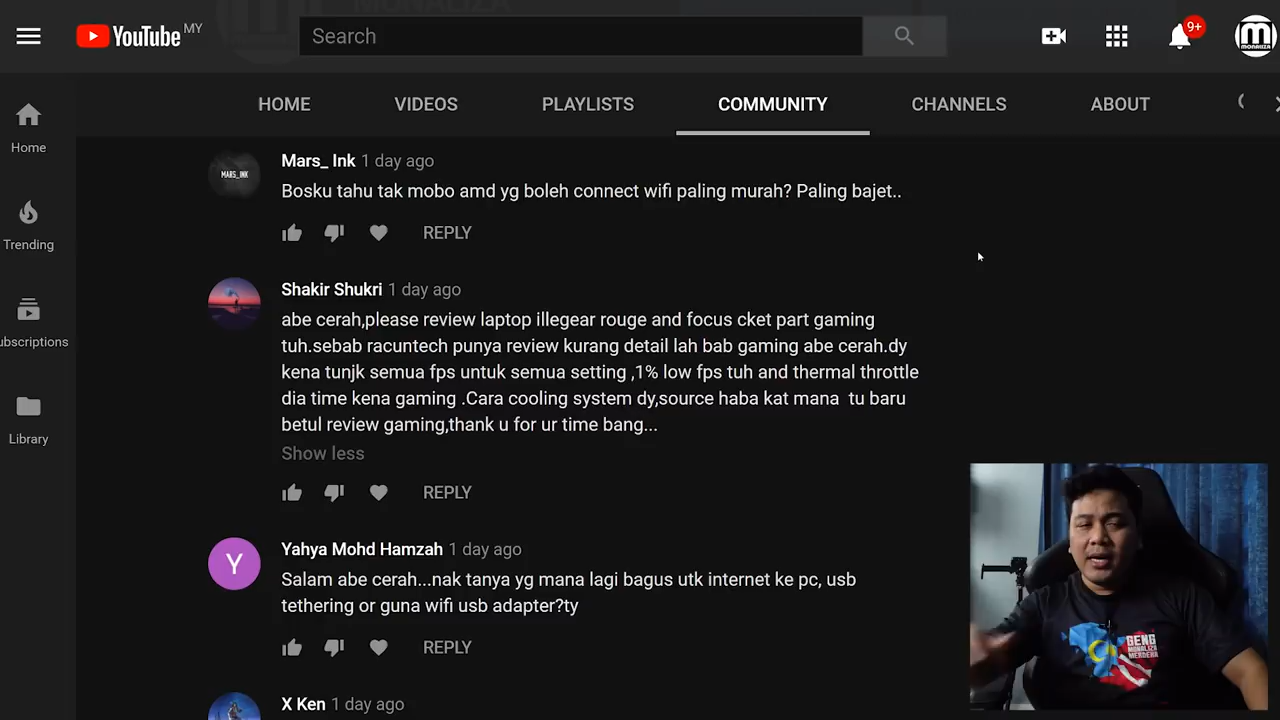 MONALIZA
YouTube MY
Search
9+
MONALIZA
HOME
VIDEOS
PLAYLISTS
COMMUNITY
CHANNELS
ABOUT
Home
Trending
ubscriptions
Library
MARS_INK
Mars_ Ink 1 day ago
Bosku tahu tak mobo amd yg boleh connect wifi paling murah? Paling bajet..
REPLY
Shakir Shukri 1 day ago
abe cerah,please review laptop illegear rouge and focus cket part gaming
tuh.sebab racuntech punya review kurang detail lah bab gaming abe cerah.dy
kena tunjk semua fps untuk semua setting ,1% low fps tuh and thermal throttle
dia time kena gaming .Cara cooling system dy,source haba kat mana tu baru
betul review gaming,thank u for ur time bang...
Show less
REPLY
Y
Yahya Mohd Hamzah 1 day ago
Salam abe cerah...nak tanya yg mana lagi bagus utk internet ke pc, usb
tethering or guna wifi usb adapter?ty
REPLY
X Ken 1 day ago
GENG
MONALIZA
MERDEKA